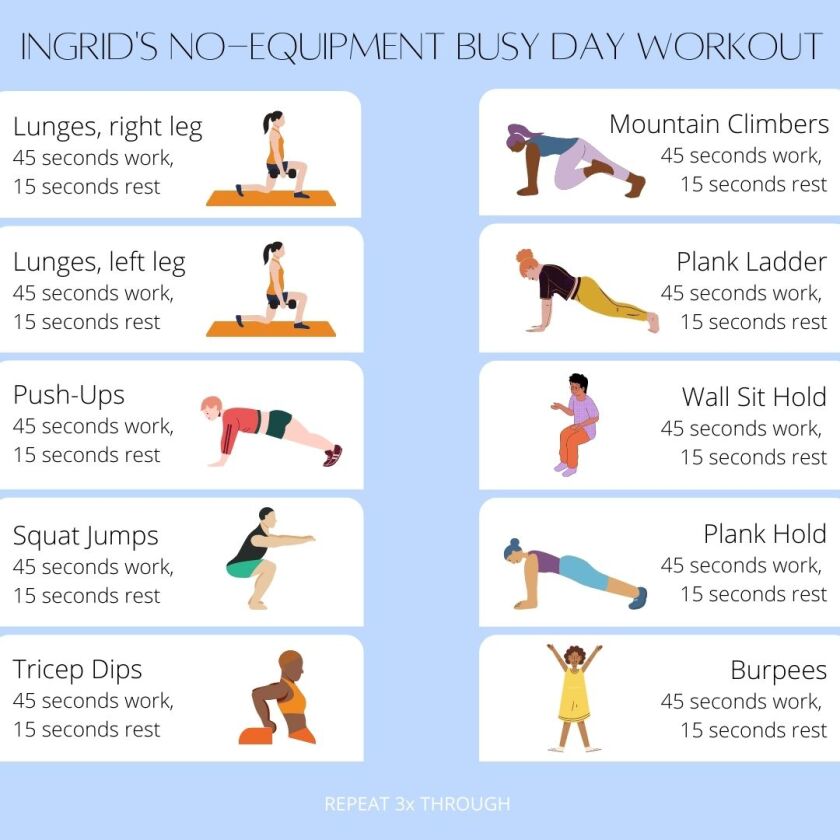 INGRID'S NO–EQUIPMENT BUSY DAY WORKOUT
Lunges, right leg
45 seconds work,
15 seconds rest
Lunges, left leg
45 seconds work,
15 seconds rest
Push-Ups
45 seconds work,
15 seconds rest
Squat Jumps
45 seconds work,
15 seconds rest
Tricep Dips
45 seconds work,
15 seconds rest
Mountain Climbers
45 seconds work,
15 seconds rest
Plank Ladder
45 seconds work,
15 seconds rest
Wall Sit Hold
45 seconds work,
15 seconds rest
Plank Hold
45 seconds work,
15 seconds rest
Burpees
45 seconds work,
15 seconds rest
REPEAT 3x THROUGH